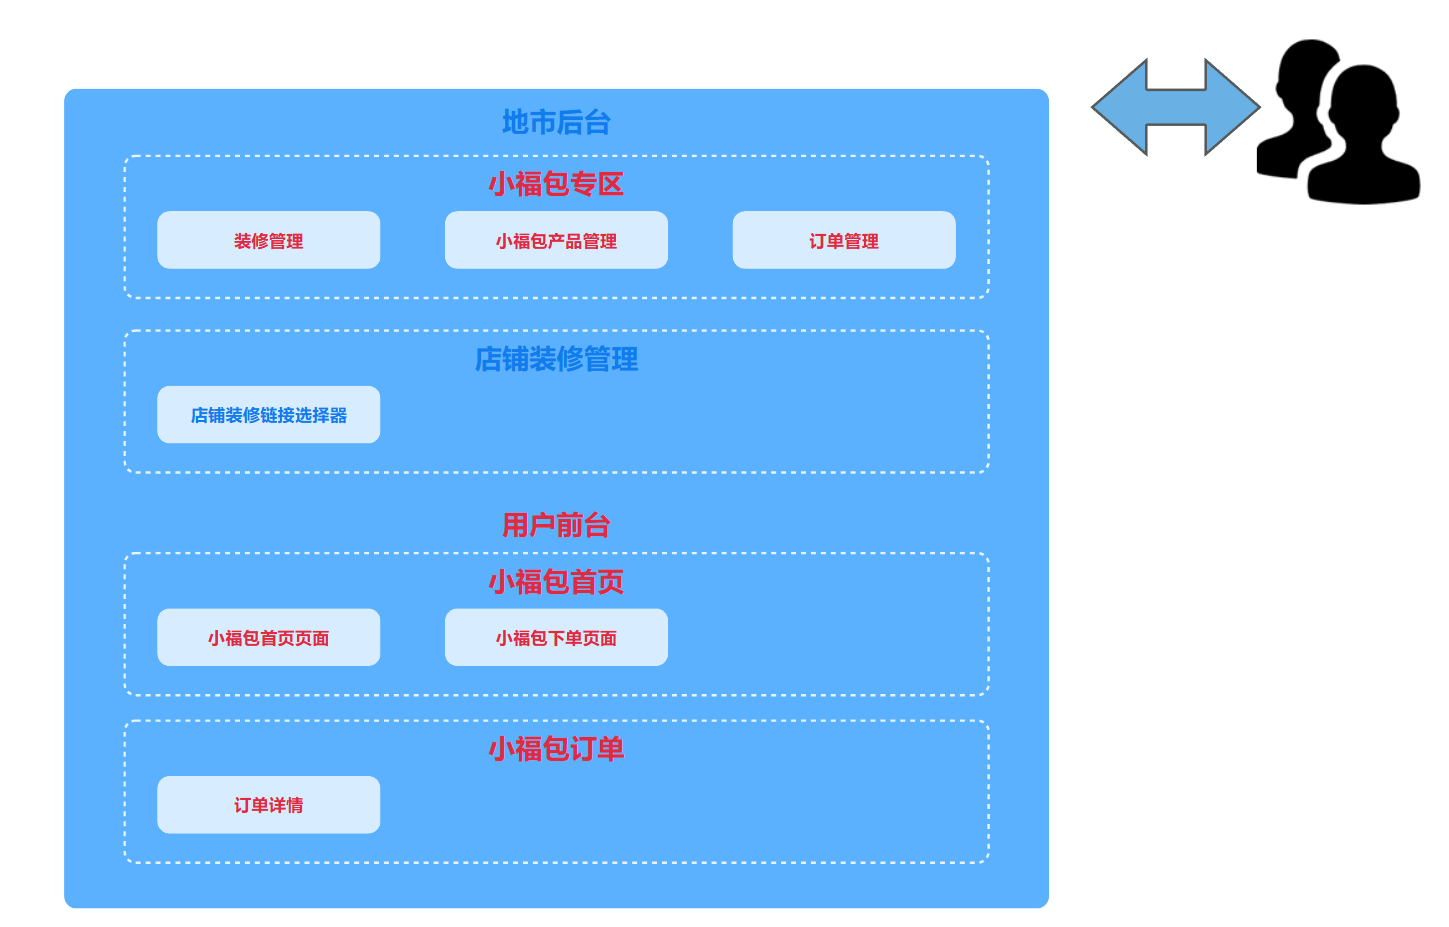 地市后台
小福包专区
装修管理
小福包产品管理
订单管理
店铺装修管理
店铺装修链接选择器
用户前台
小福包首页
小福包首页页面
小福包下单页面
小福包订单
订单详情